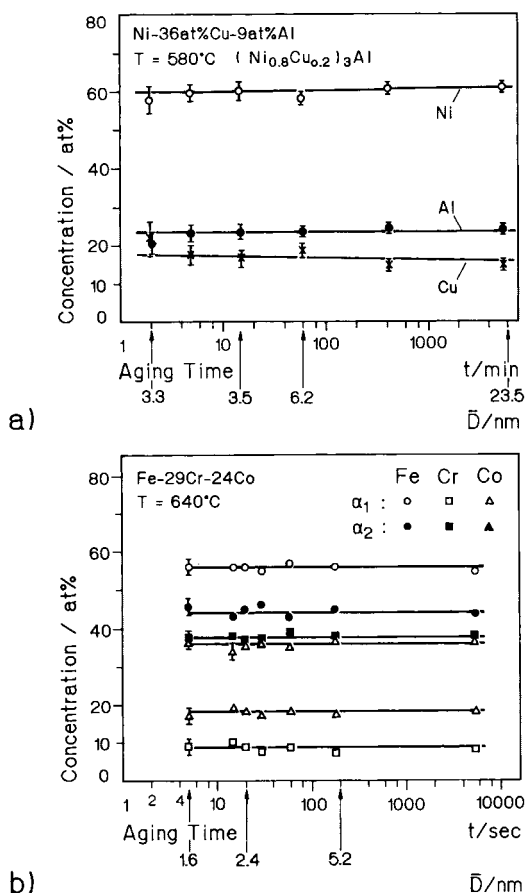 Ni-36at%Cu-9at%Al
T = 580°C (Ni0.8Cu0.2)3Al
Concentration / at%
80
60
40
20
10
0
Ni
Al
Cu
1 10 100 1000
Aging Time t/min
3.3 3.5 6.2 23.5
a) D̄/nm
Fe-29Cr-24Co
T = 640°C
Fe Cr Co
α1 :
α2 :
Concentration / at%
80
60
40
20
10
0
1 2 4 10 100 1000 10000
Aging Time t/sec
1.6 2.4 5.2
b) D̄/nm